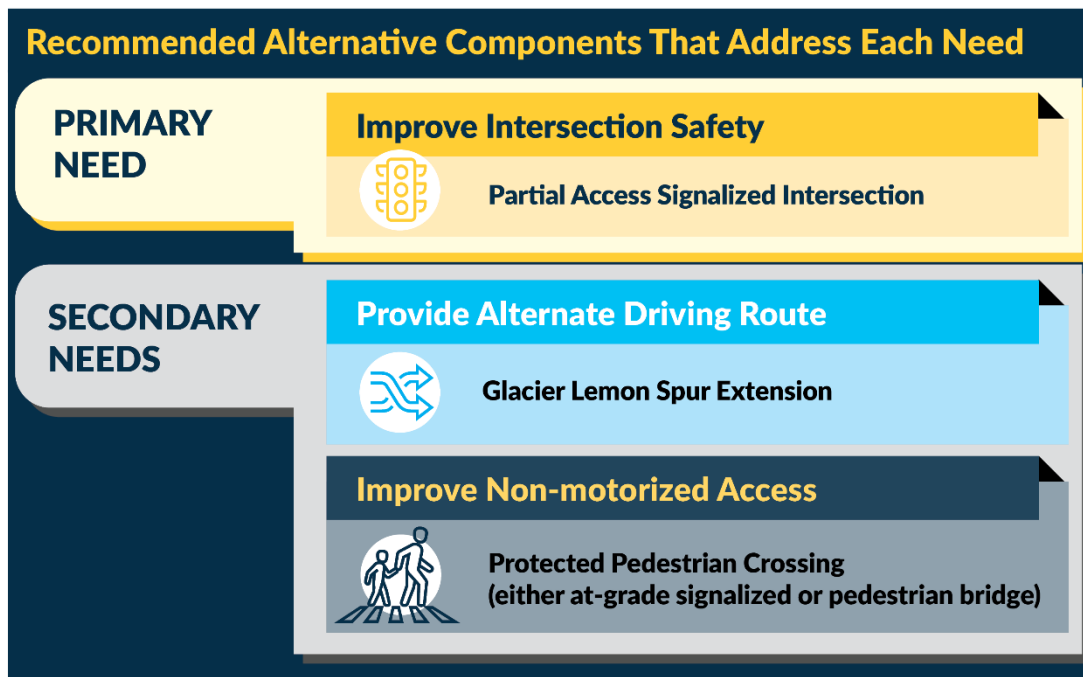 Recommended Alternative Components That Address Each Need
PRIMARY
NEED
Improve Intersection Safety
Partial Access Signalized Intersection
SECONDARY
NEEDS
Provide Alternate Driving Route
Glacier Lemon Spur Extension
Improve Non-motorized Access
Protected Pedestrian Crossing
(either at-grade signalized or pedestrian bridge)